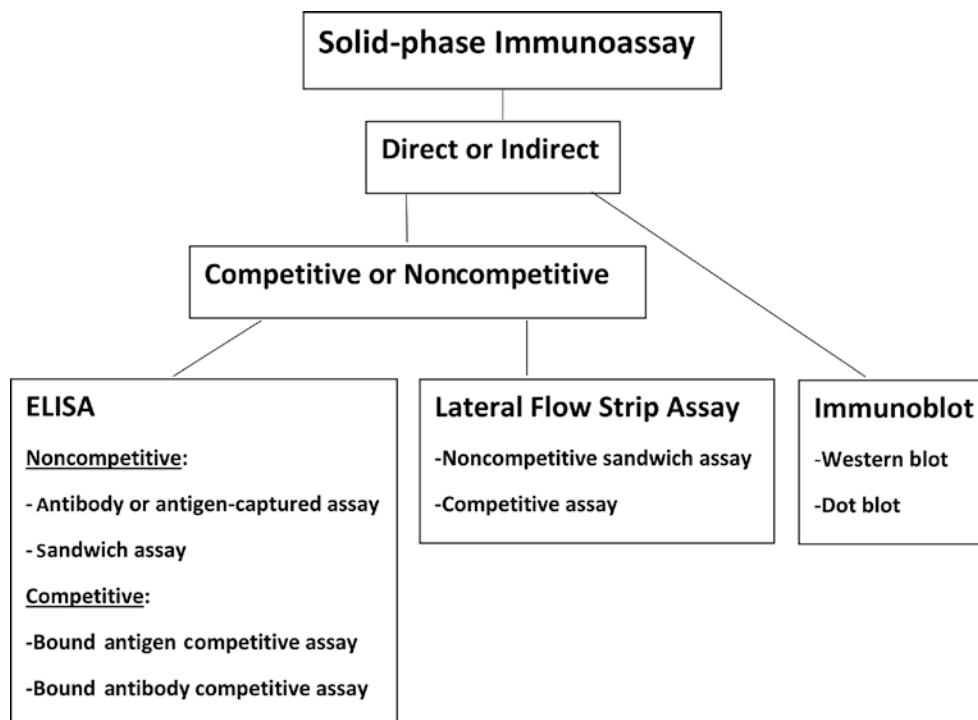 Solid-phase Immunoassay
Direct or Indirect
Competitive or Noncompetitive
ELISA
Noncompetitive:
- Antibody or antigen-captured assay
- Sandwich assay
Competitive:
-Bound antigen competitive assay
-Bound antibody competitive assay
Lateral Flow Strip Assay
-Noncompetitive sandwich assay
-Competitive assay
Immunoblot
-Western blot
-Dot blot